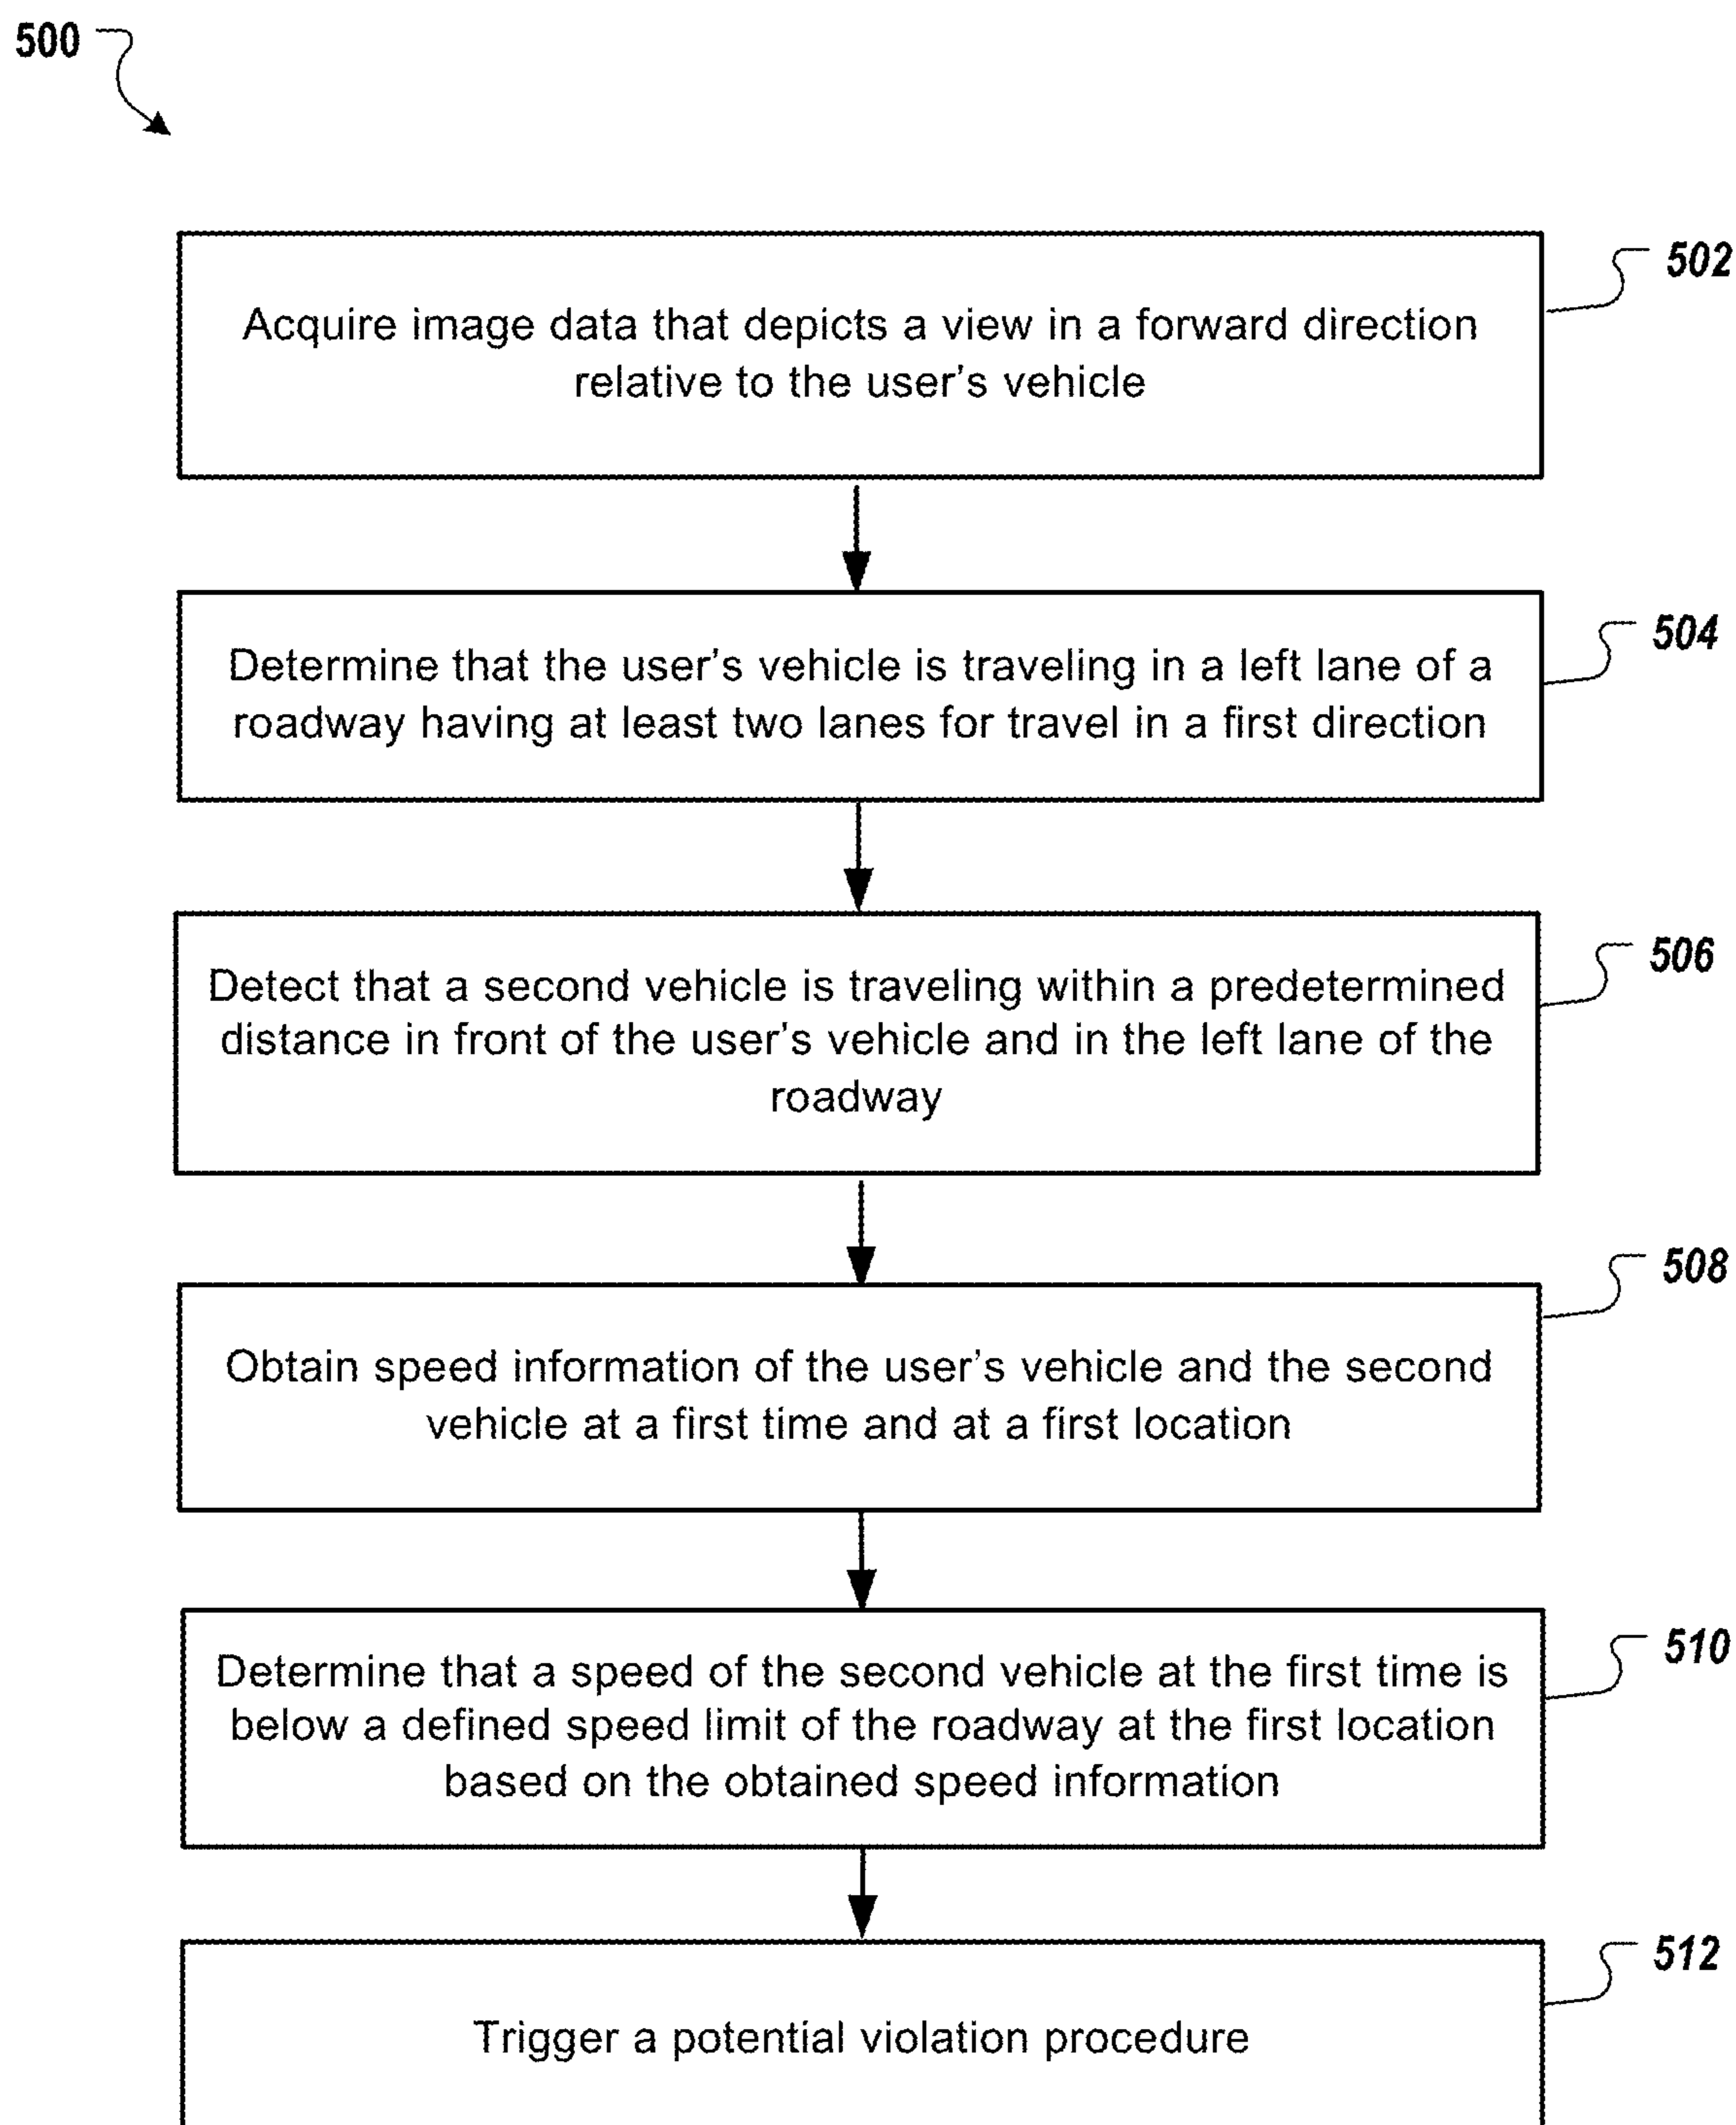 500
502
Acquire image data that depicts a view in a forward direction
relative to the user's vehicle
504
Determine that the user's vehicle is traveling in a left lane of a
roadway having at least two lanes for travel in a first direction
506
Detect that a second vehicle is traveling within a predetermined
distance in front of the user's vehicle and in the left lane of the
roadway
508
Obtain speed information of the user's vehicle and the second
vehicle at a first time and at a first location
510
Determine that a speed of the second vehicle at the first time is
below a defined speed limit of the roadway at the first location
based on the obtained speed information
512
Trigger a potential violation procedure